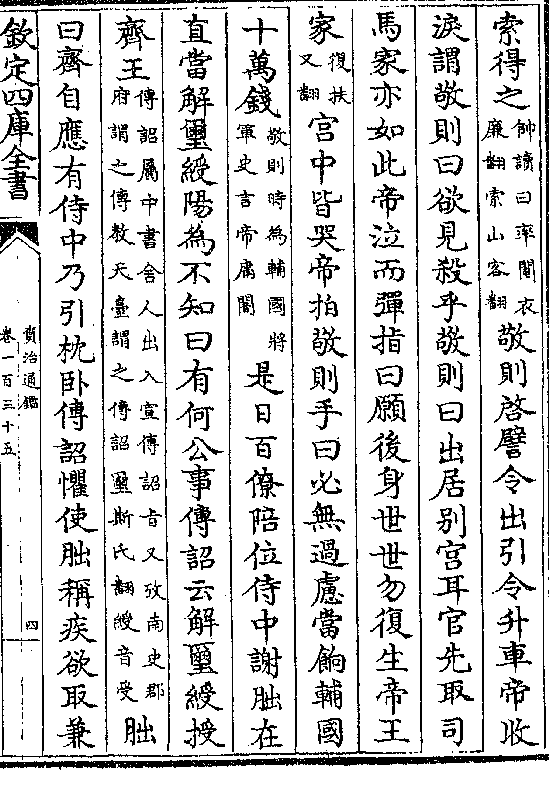 索得之帥讀曰率閹衣廉翻索山客翻敬則啓譬令出引令升車帝收
淚謂敬則曰欲見殺乎敬則曰出居别宫耳官先取司
馬家亦如此帝泣而彈指曰願後身世世勿復生帝王
家復扶又翻宫中皆哭帝拍敬則手曰必無過慮當餉輔國
十萬錢敬則時為輔國將軍史言帝庸闇是日百僚陪位侍中謝朏在
直當解璽綬陽為不知曰有何公事傳詔云解璽綬授
齊王傳詔屬中書舍人出入宣傳詔旨又攷南史郡府謂之傳教天臺謂之傳詔璽斯氏翻綬音受朏
曰齊自應有侍中乃引枕卧傳詔懼使朏稱疾欲取兼
欽定四庫全書
資治通鑑
卷一百三十五
四